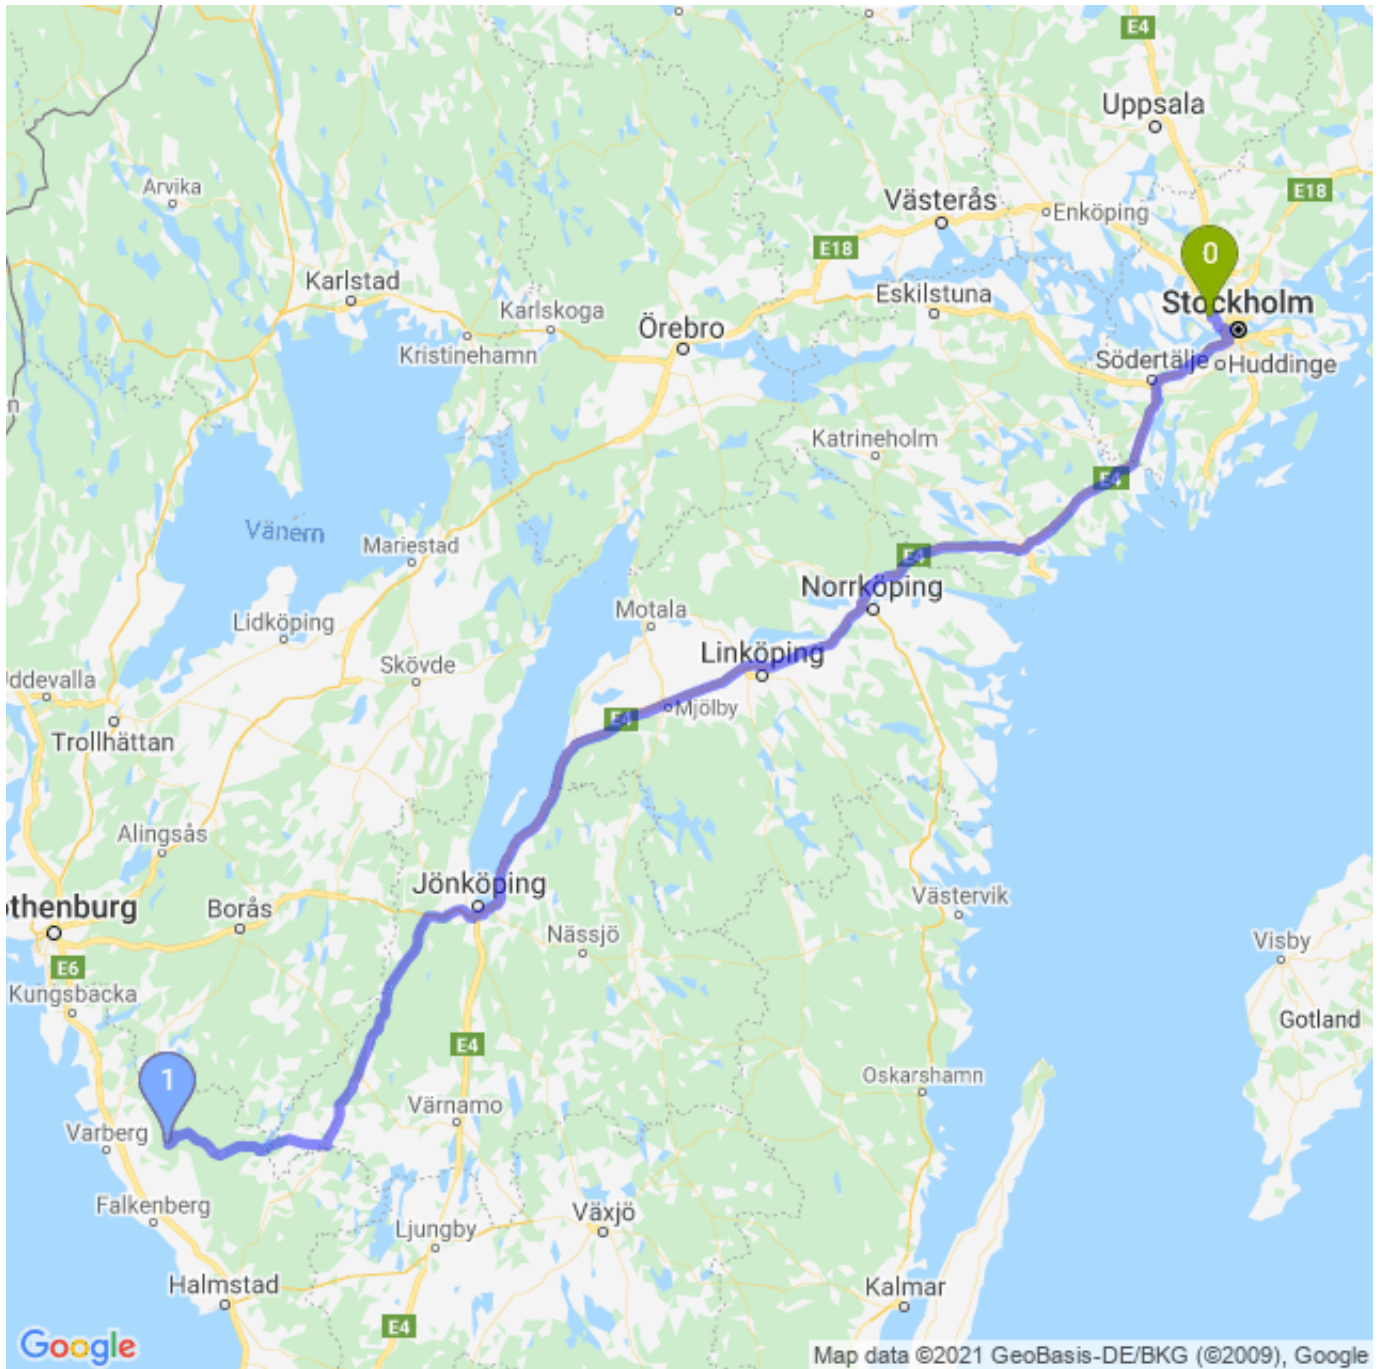 E4
Uppsala
Arvika
E18
Västerås
Enköping
E18
0
Karlstad
Eskilstuna
Stockholm
Karlskoga
Örebro
Kristinehamn
Södertälje
Huddinge
n
Katrineholm
E4
Vänern
Mariestad
E4
Norrköping
Motala
Lidköping
Linköping
Skövde
Uddevalla
Mjölby
E4
Trollhättan
Alingsås
Jönköping
Västervik
othenburg
Borås
Nässjö
Visby
E6
Kungsbacka
Gotland
E4
1
Oskarshamn
Värnamo
Varberg
Falkenberg
Växjö
Ljungby
Halmstad
Kalmar
E4
Google
Map data ©2021 GeoBasis-DE/BKG (©2009), Google